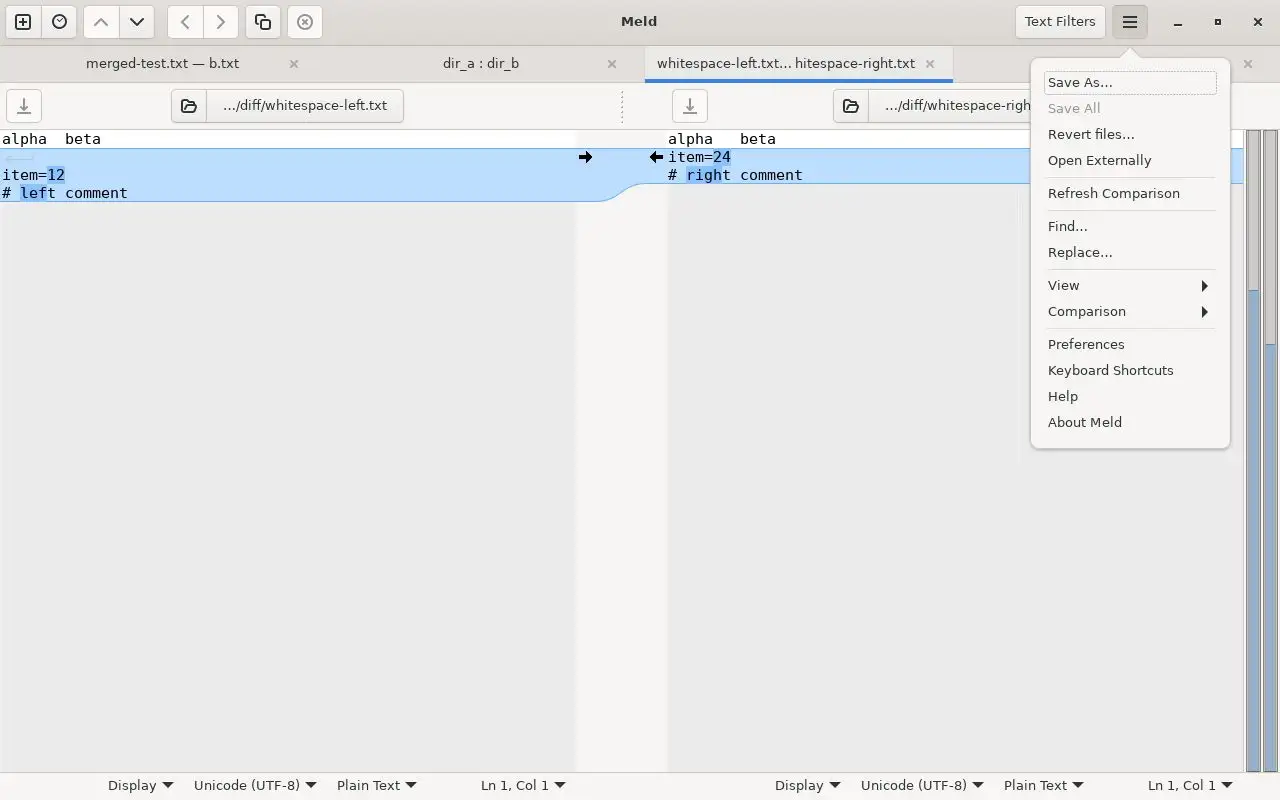 Meld
Text Filters
merged-test.txt — b.txt
dir_a : dir_b
whitespace-left.txt… hitespace-right.txt
.../diff/whitespace-left.txt
.../diff/whitespace-righ
alpha  beta
item=12
# left comment
alpha   beta
item=24
# right comment
Save As...
Save All
Revert files...
Open Externally
Refresh Comparison
Find...
Replace...
View
Comparison
Preferences
Keyboard Shortcuts
Help
About Meld
Display
Unicode (UTF-8)
Plain Text
Ln 1, Col 1
Display
Unicode (UTF-8)
Plain Text
Ln 1, Col 1